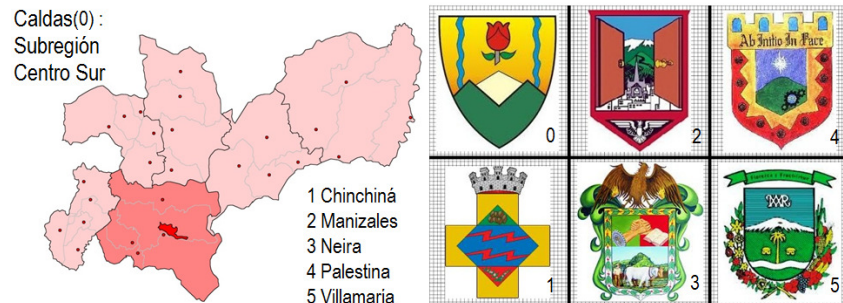 Caldas(0) :
Subregión
Centro Sur
1 Chinchiná
2 Manizales
3 Neira
4 Palestina
5 Villamaria
0
2
Ab Initio In Pace
4
1
3
5